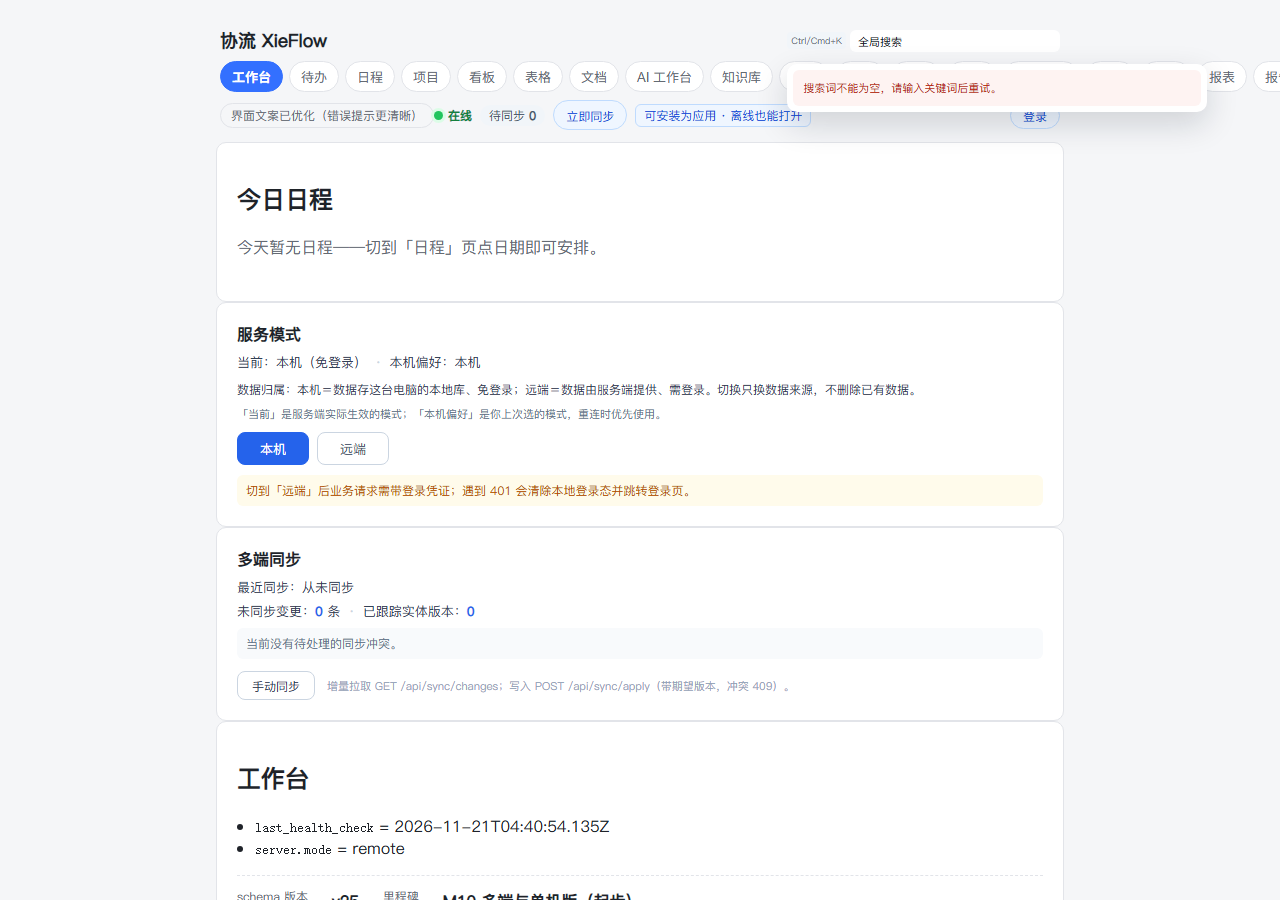 协流 XieFlow
Ctrl/Cmd+K 全局搜索
工作台 待办 日程 项目 看板 表格 文档 AI 工作台 知识库 报表
搜索词不能为空，请输入关键词后重试。
界面文案已优化（错误提示更清晰） 在线 待同步 0 立即同步 可安装为应用 · 离线也能打开 登录
今日日程
今天暂无日程——切到「日程」页点日期即可安排。
服务模式
当前：本机（免登录） · 本机偏好：本机
数据归属：本机＝数据存这台电脑的本地库、免登录；远端＝数据由服务端提供、需登录。切换只换数据来源，不删除已有数据。
「当前」是服务端实际生效的模式；「本机偏好」是你上次选的模式，重连时优先使用。
本机 远端
切到「远端」后业务请求需带登录凭证；遇到 401 会清除本地登录态并跳转登录页。
多端同步
最近同步：从未同步
未同步变更：0 条 · 已跟踪实体版本：0
当前没有待处理的同步冲突。
手动同步 增量拉取 GET /api/sync/changes；写入 POST /api/sync/apply（带期望版本，冲突 409）。
工作台
last_health_check = 2026-11-21T04:40:54.135Z
server.mode = remote
schema 版本 v25 里程碑 M10 多端与单机版（起步）